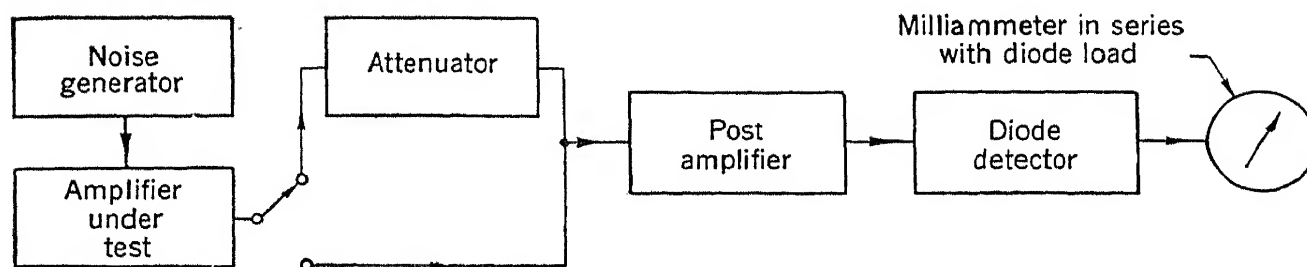 Noise
generator
Amplifier
under
test
Attenuator
Post
amplifier
Diode
detector
Milliammeter in series
with diode load